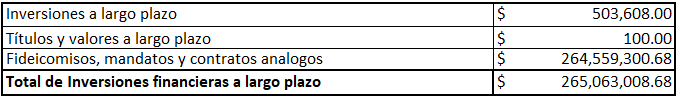 Inversiones a largo plazo $ 503,608.00
Títulos y valores a largo plazo $ 100.00
Fideicomisos, mandatos y contratos analogos $ 264,559,300.68
Total de Inversiones financieras a largo plazo $ 265,063,008.68